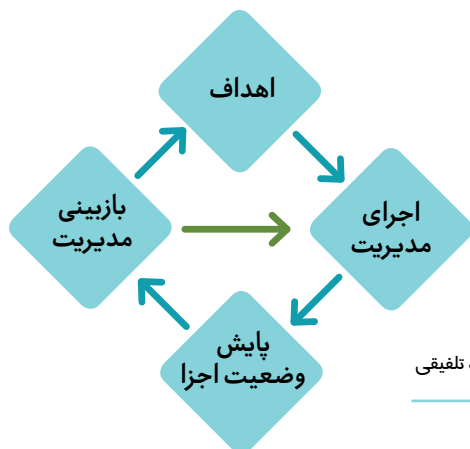 اهداف
اجرای
مدیریت
بازبینی
مدیریت
پایش
وضعیت اجزا
تلفیقی